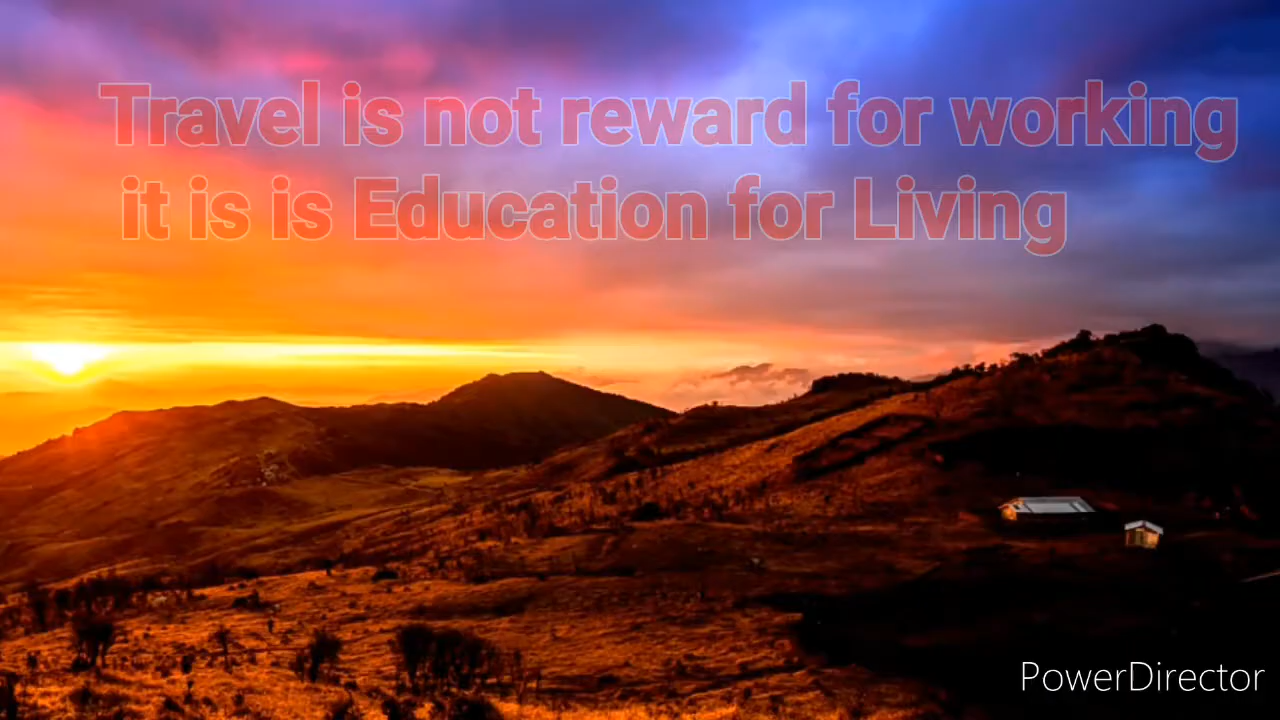 Travel is not reward for working
it is is Education for Living
PowerDirector